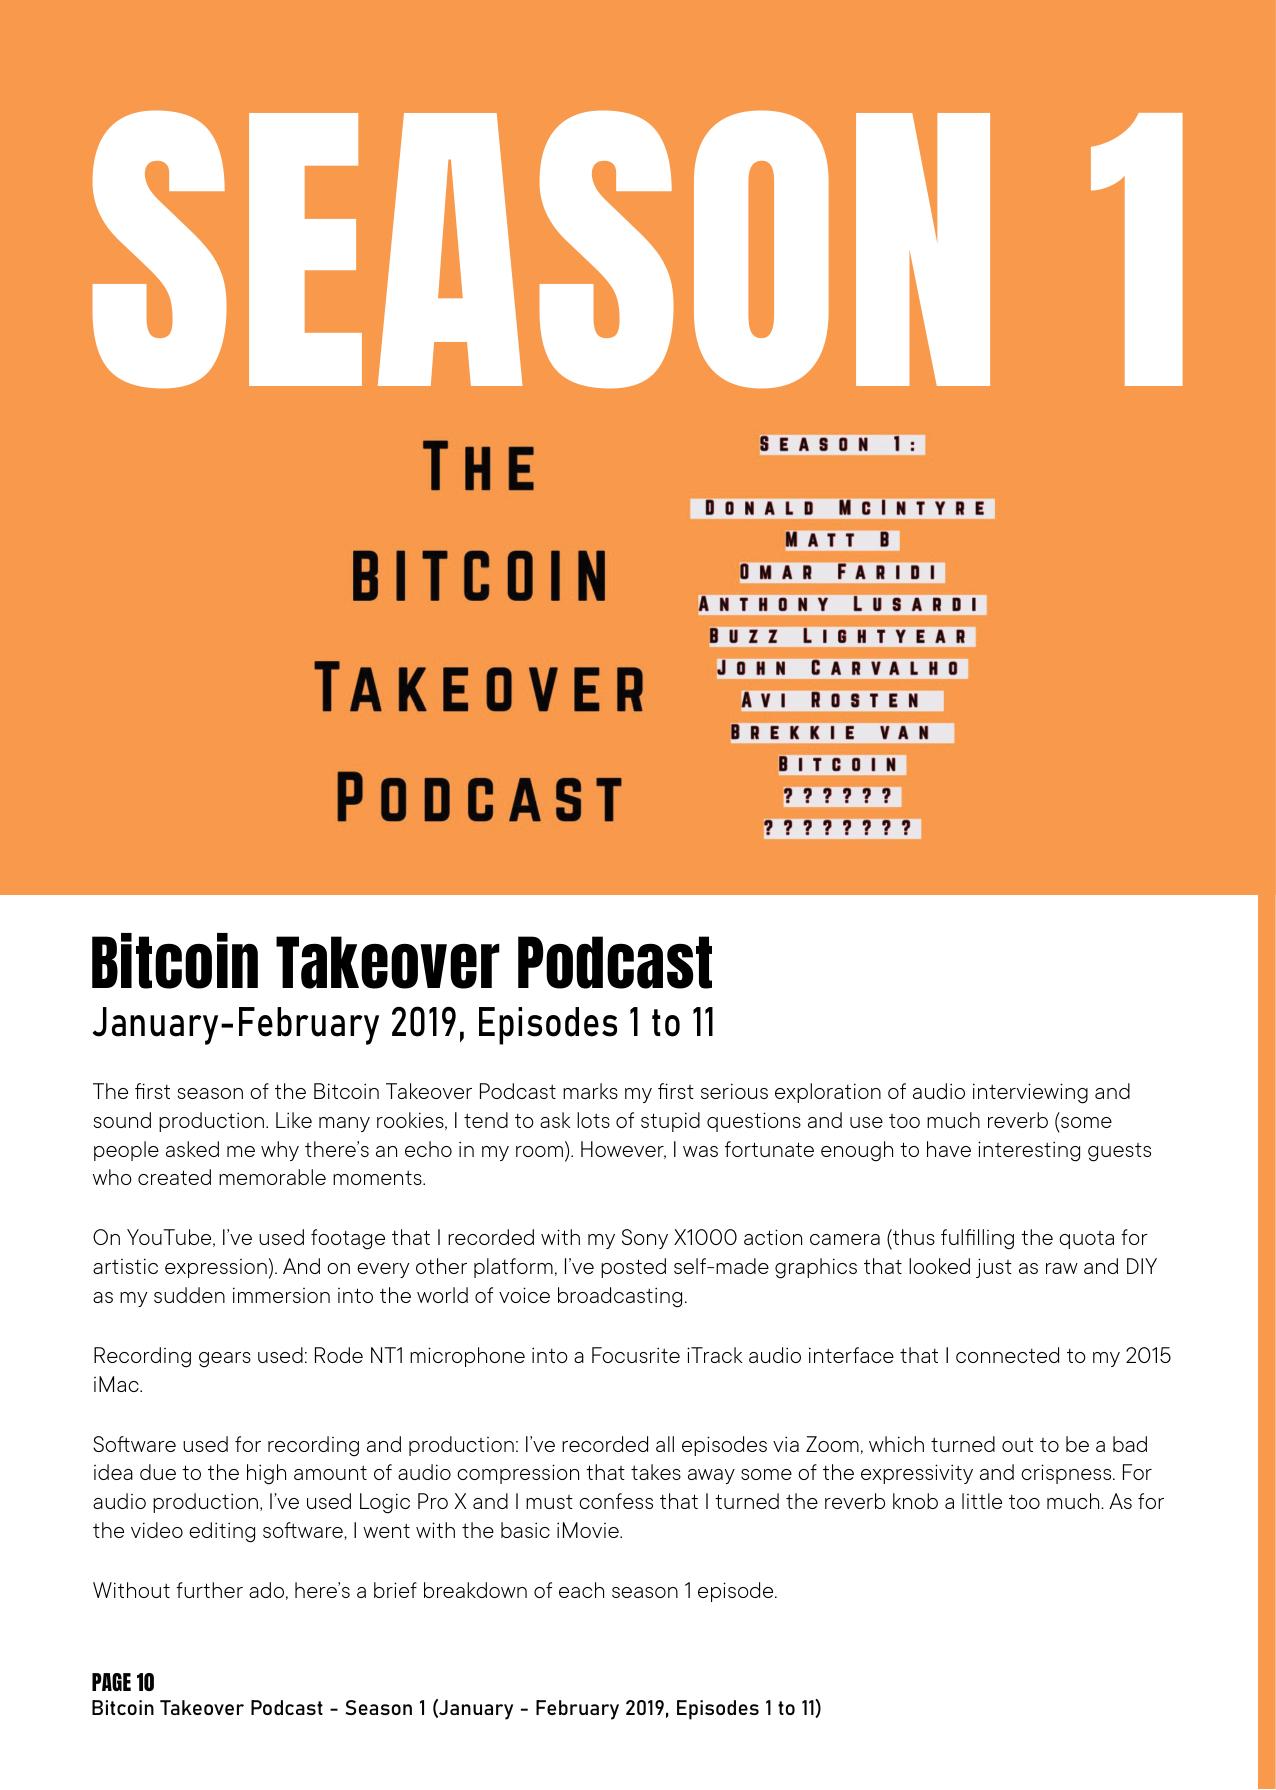 SEASON 1
The
Bitcoin
Takeover
Podcast
Season 1:
Donald McIntyre
Matt B
Omar Faridi
Anthony Lusardi
Buzz Lightyear
John Carvalho
Avi Rosten
Brekkie van
Bitcoin
??????
????????
Bitcoin Takeover Podcast
January-February 2019, Episodes 1 to 11
The first season of the Bitcoin Takeover Podcast marks my first serious exploration of audio interviewing and
sound production. Like many rookies, I tend to ask lots of stupid questions and use too much reverb (some
people asked me why there's an echo in my room). However, I was fortunate enough to have interesting guests
who created memorable moments.
On YouTube, I've used footage that I recorded with my Sony X1000 action camera (thus fulfilling the quota for
artistic expression). And on every other platform, I've posted self-made graphics that looked just as raw and DIY
as my sudden immersion into the world of voice broadcasting.
Recording gears used: Rode NT1 microphone into a Focusrite iTrack audio interface that I connected to my 2015
iMac.
Software used for recording and production: I've recorded all episodes via Zoom, which turned out to be a bad
idea due to the high amount of audio compression that takes away some of the expressivity and crispness. For
audio production, I've used Logic Pro X and I must confess that I turned the reverb knob a little too much. As for
the video editing software, I went with the basic iMovie.
Without further ado, here's a brief breakdown of each season 1 episode.
PAGE 10
Bitcoin Takeover Podcast - Season 1 (January - February 2019, Episodes 1 to 11)